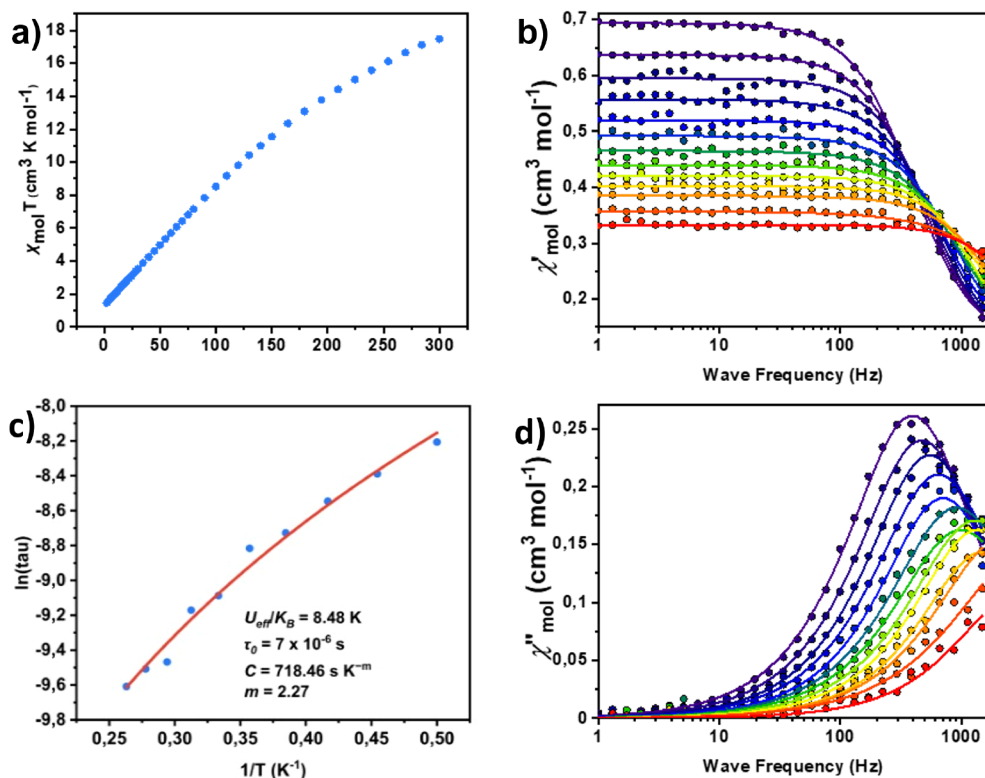 a)
18
16
14
12
10
8
6
4
2
0
χmol T (cm³ K mol⁻¹)
0 50 100 150 200 250 300
b)
0,7
0,6
0,5
0,4
0,3
0,2
χ'mol (cm³ mol⁻¹)
1 10 100 1000
Wave Frequency (Hz)
c)
-8,0
-8,2
-8,4
-8,6
-8,8
-9,0
-9,2
-9,4
-9,6
-9,8
ln(tau)
Ueff/KB = 8.48 K
τ0 = 7 x 10⁻⁶ s
C = 718.46 s K⁻ᵐ
m = 2.27
0,25 0,30 0,35 0,40 0,45 0,50
1/T (K⁻¹)
d)
0,25
0,2
0,15
0,1
0,05
0
χ''mol (cm³ mol⁻¹)
1 10 100 1000
Wave Frequency (Hz)